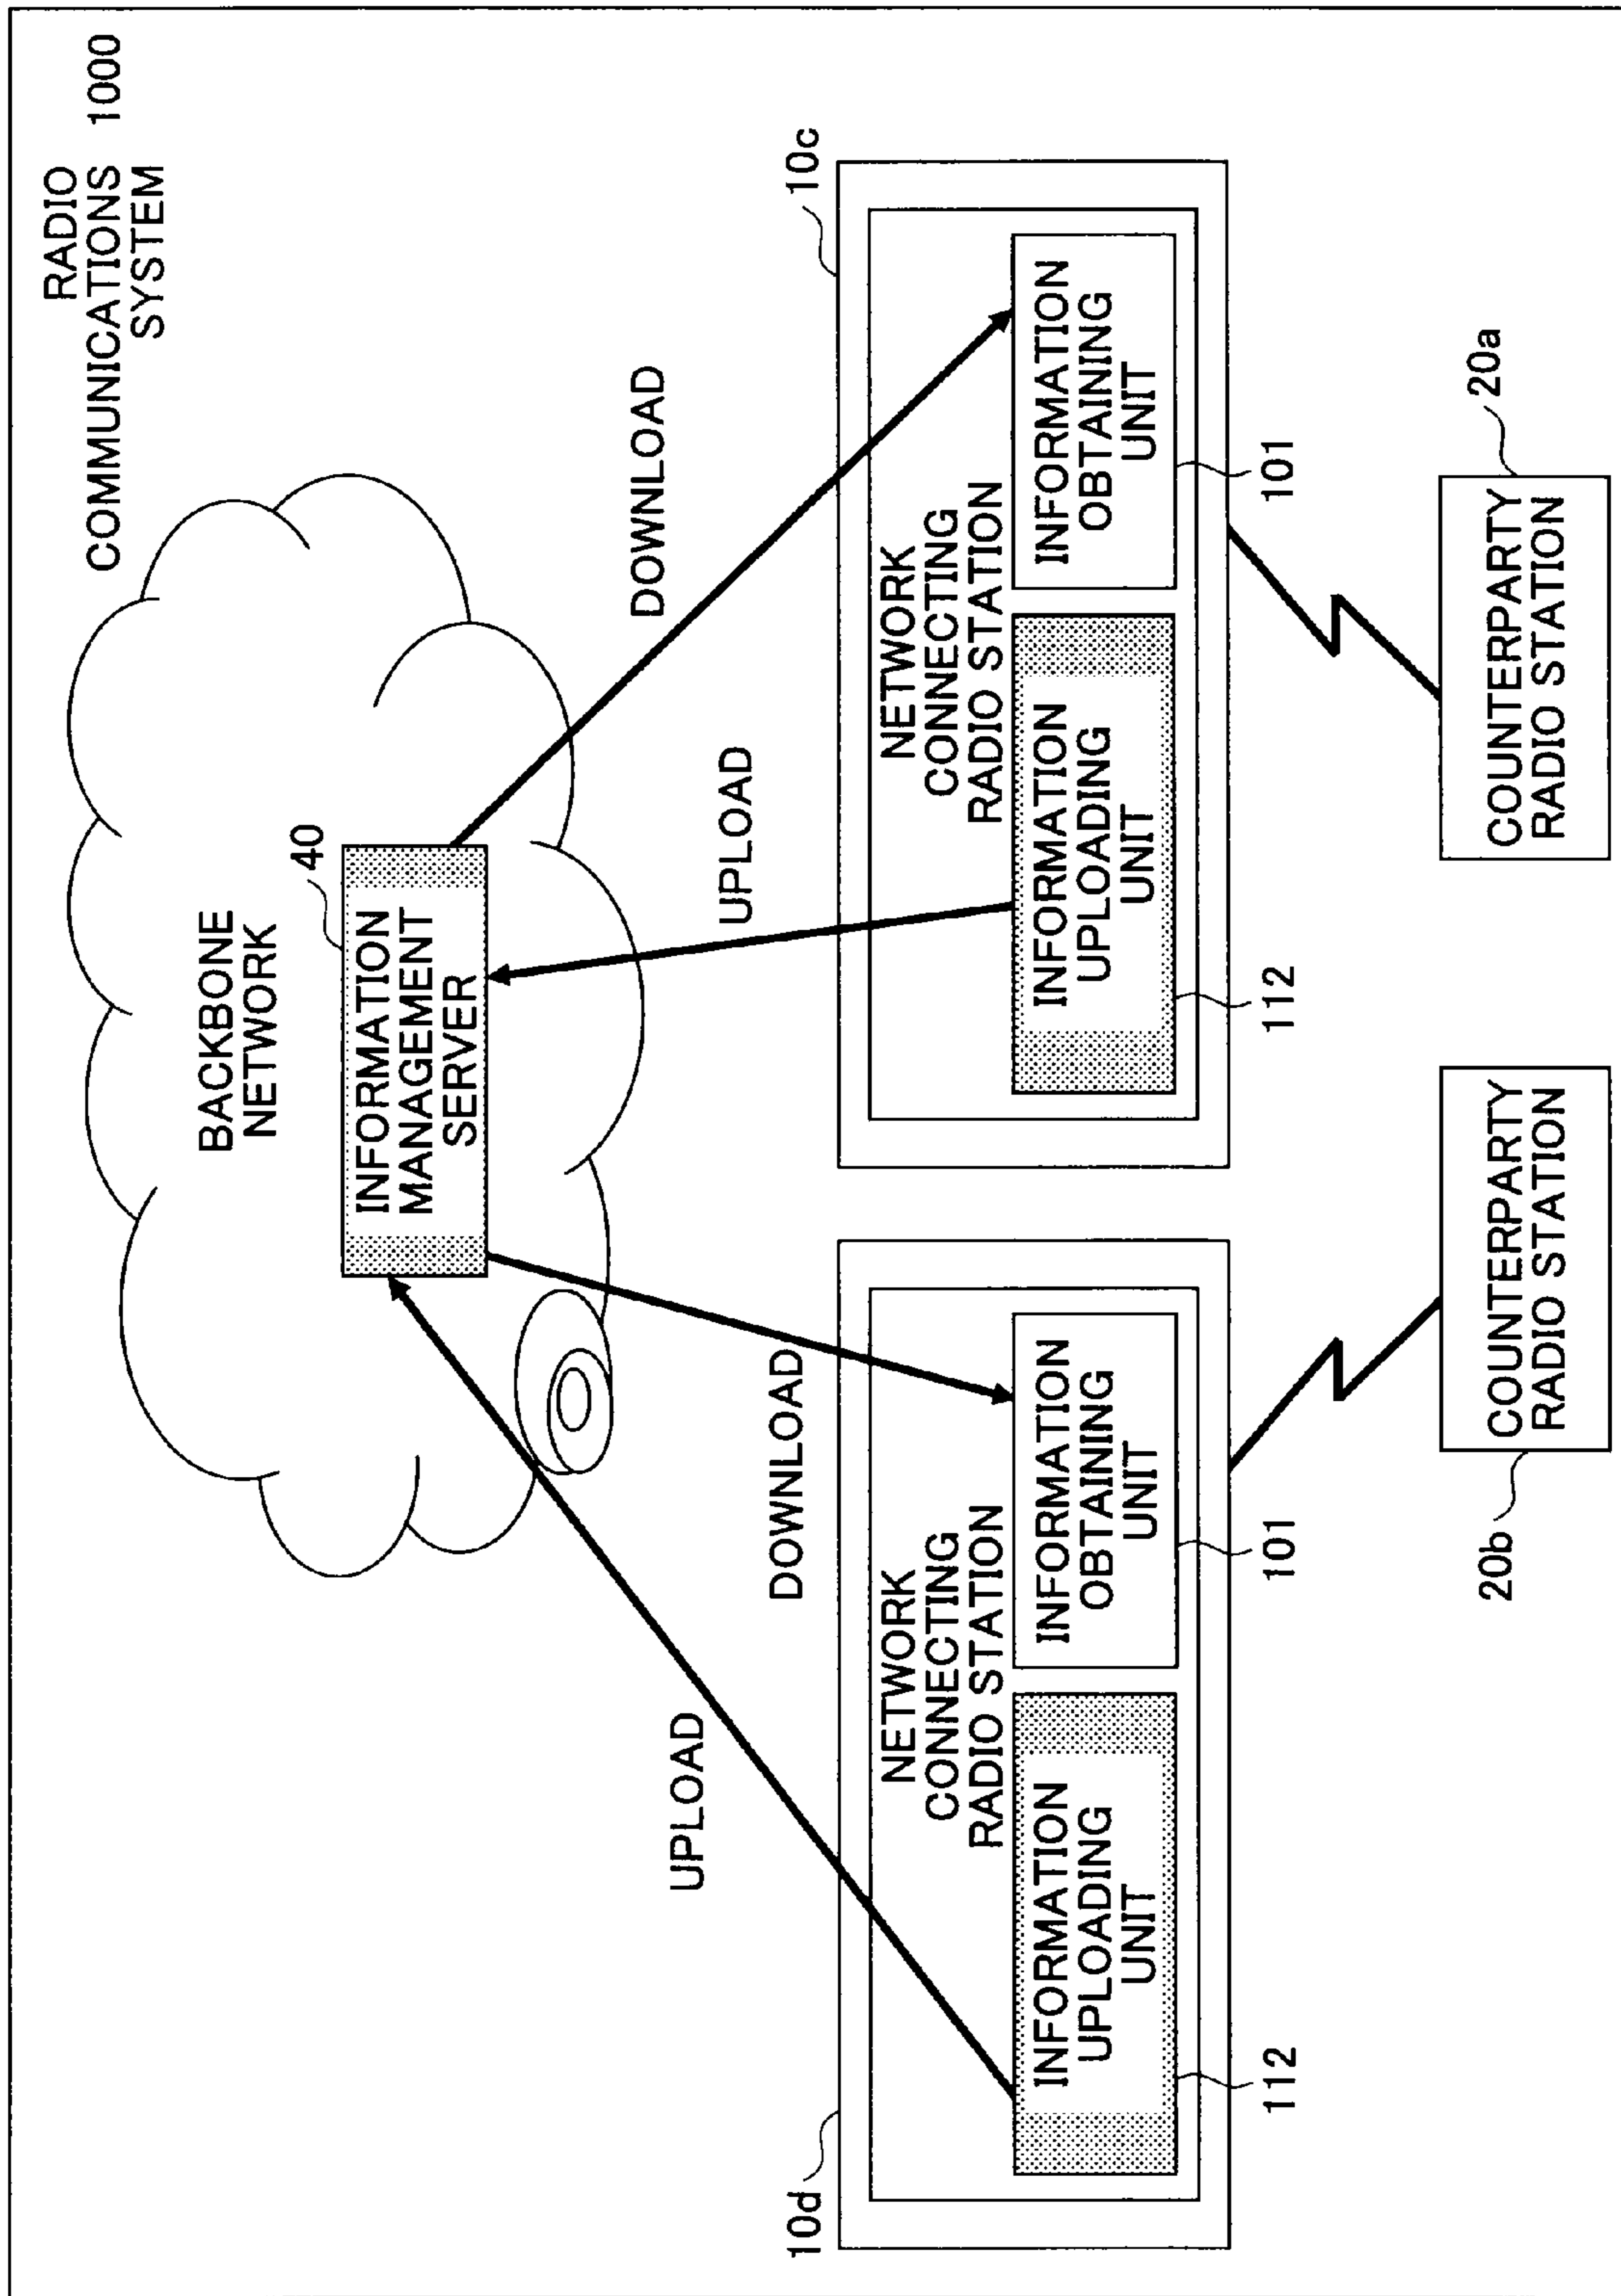 RADIO
COMMUNICATIONS 1000
SYSTEM
BACKBONE
NETWORK
40
INFORMATION
MANAGEMENT
SERVER
UPLOAD
DOWNLOAD
UPLOAD
DOWNLOAD
10d
NETWORK
CONNECTING
RADIO STATION
INFORMATION
UPLOADING
UNIT
INFORMATION
OBTAINING
UNIT
112
101
10c
NETWORK
CONNECTING
RADIO STATION
INFORMATION
UPLOADING
UNIT
INFORMATION
OBTAINING
UNIT
112
101
20b
COUNTERPARTY
RADIO STATION
20a
COUNTERPARTY
RADIO STATION